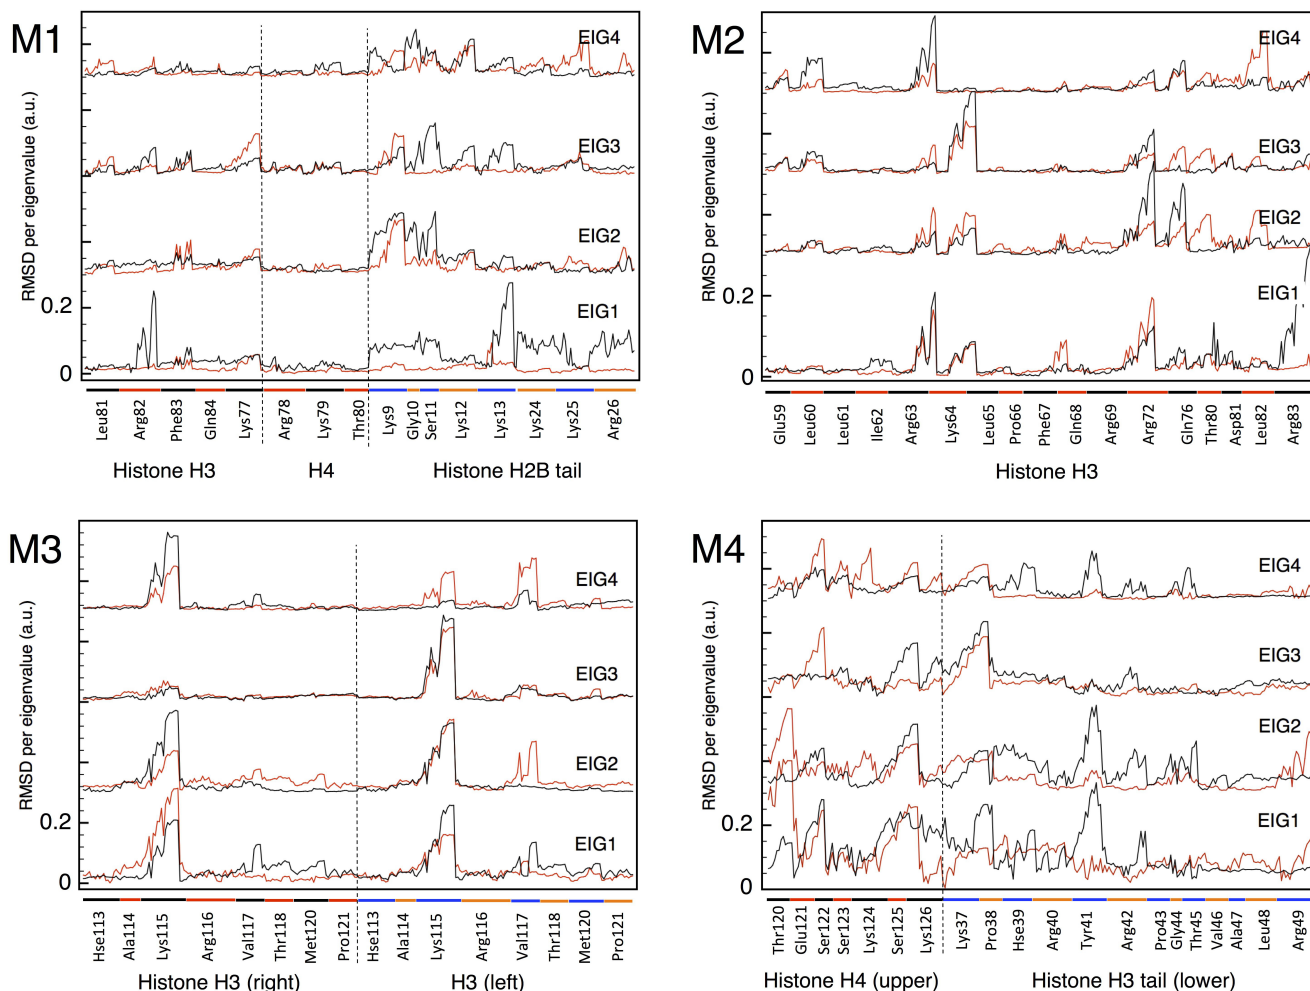 M1
RMSD per eigenvalue (a.u.)
EIG4
EIG3
EIG2
EIG1
0.2
0
Leu81 Arg82 Phe83 Gln84 Lys77 Arg78 Lys79 Thr80 Lys9 Gly10 Ser11 Lys12 Lys13 Lys24 Lys25 Arg26
Histone H3 H4 Histone H2B tail
M2
RMSD per eigenvalue (a.u.)
EIG4
EIG3
EIG2
EIG1
0.2
0
Glu59 Leu60 Leu61 Ile62 Arg63 Lys64 Leu65 Pro66 Phe67 Gln68 Arg69 Arg72 Gln76 Thr80 Asp81 Leu82 Arg83
Histone H3
M3
RMSD per eigenvalue (a.u.)
EIG4
EIG3
EIG2
EIG1
0.2
0
Hse113 Ala114 Lys115 Arg116 Val117 Thr118 Met120 Pro121 Hse113 Ala114 Lys115 Arg116 Val117 Thr118 Met120 Pro121
Histone H3 (right) H3 (left)
M4
RMSD per eigenvalue (a.u.)
EIG4
EIG3
EIG2
EIG1
0.2
0
Thr120 Glu121 Ser122 Ser123 Lys124 Ser125 Lys126 Lys37 Pro38 Hse39 Arg40 Tyr41 Arg42 Pro43 Gly44 Thr45 Val46 Ala47 Leu48 Arg49
Histone H4 (upper) Histone H3 tail (lower)